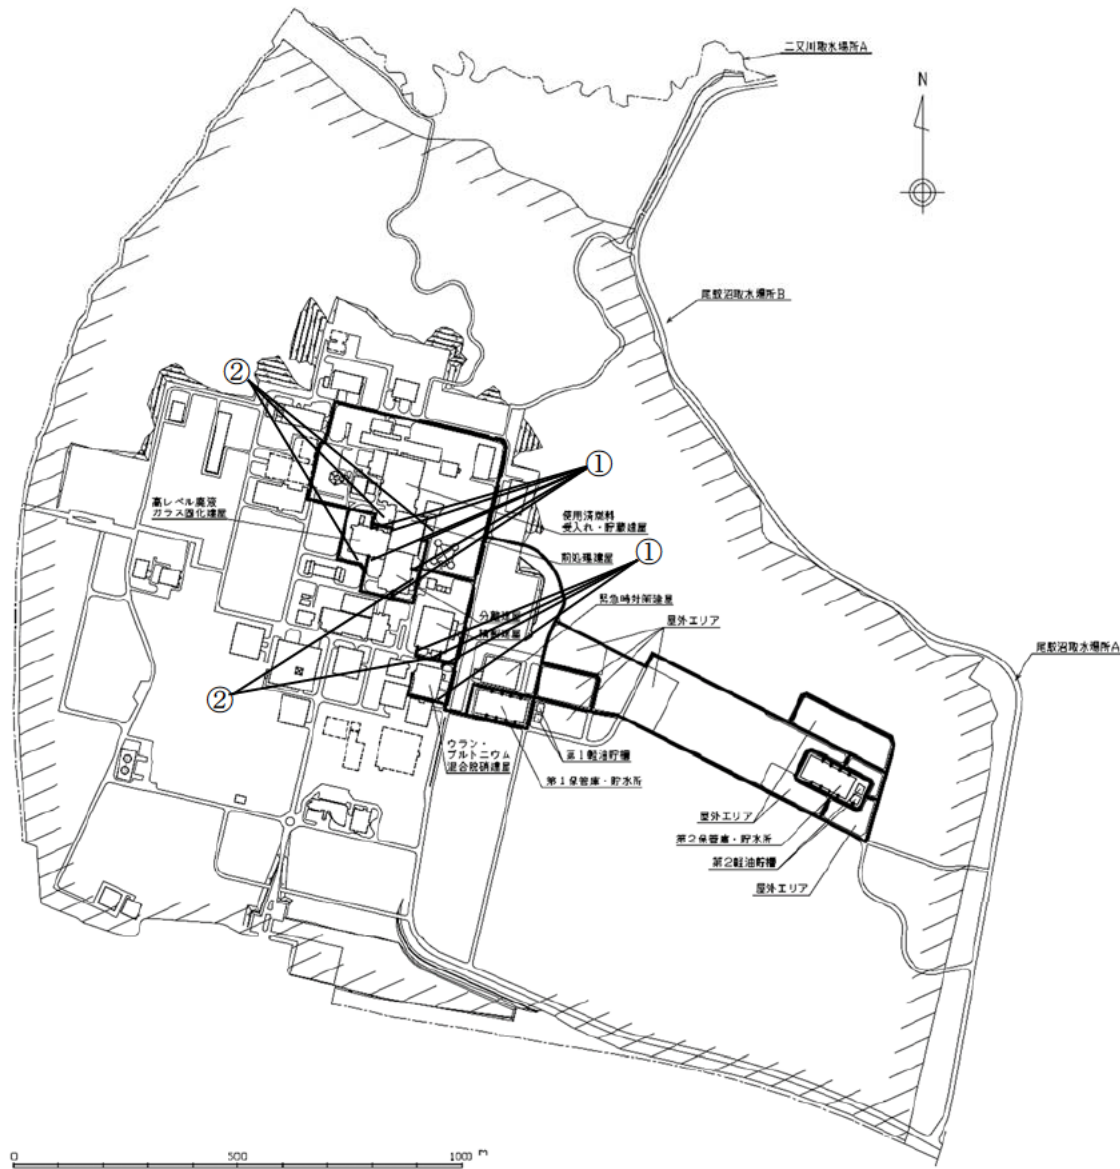 二又川取水場所A
N
尾駮沼取水場所B
②
①
高レベル廃液
ガラス固化建屋
使用済燃料
受入れ・貯蔵建屋
①
前処理建屋
緊急時対策建屋
分離建屋
精製建屋
屋外エリア
尾駮沼取水場所A
②
ウラン・
プルトニウム
混合脱硝建屋
第1軽油貯槽
第1保管庫・貯水所
屋外エリア
第2保管庫・貯水所
第2軽油貯槽
屋外エリア
0 500 1000 m